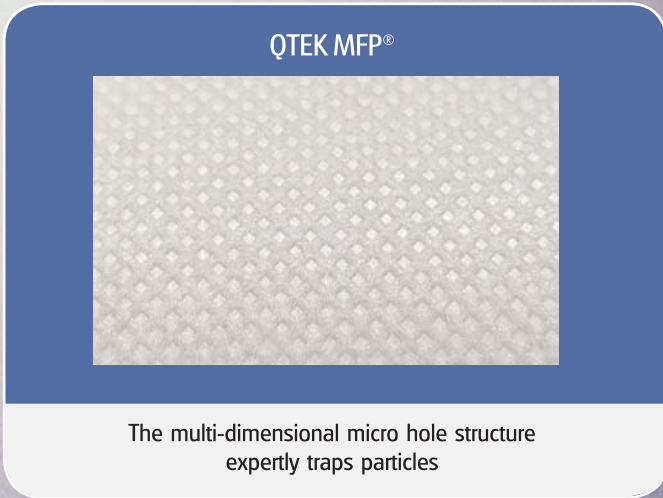 QTEK MFP®
The multi-dimensional micro hole structure
expertly traps particles